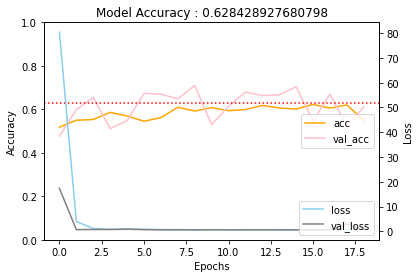 Model Accuracy : 0.628428927680798
1.0
0.8
0.6
0.4
0.2
0.0
Accuracy
80
70
60
50
40
30
20
10
0
Loss
acc
val_acc
loss
val_loss
0.0 2.5 5.0 7.5 10.0 12.5 15.0 17.5
Epochs